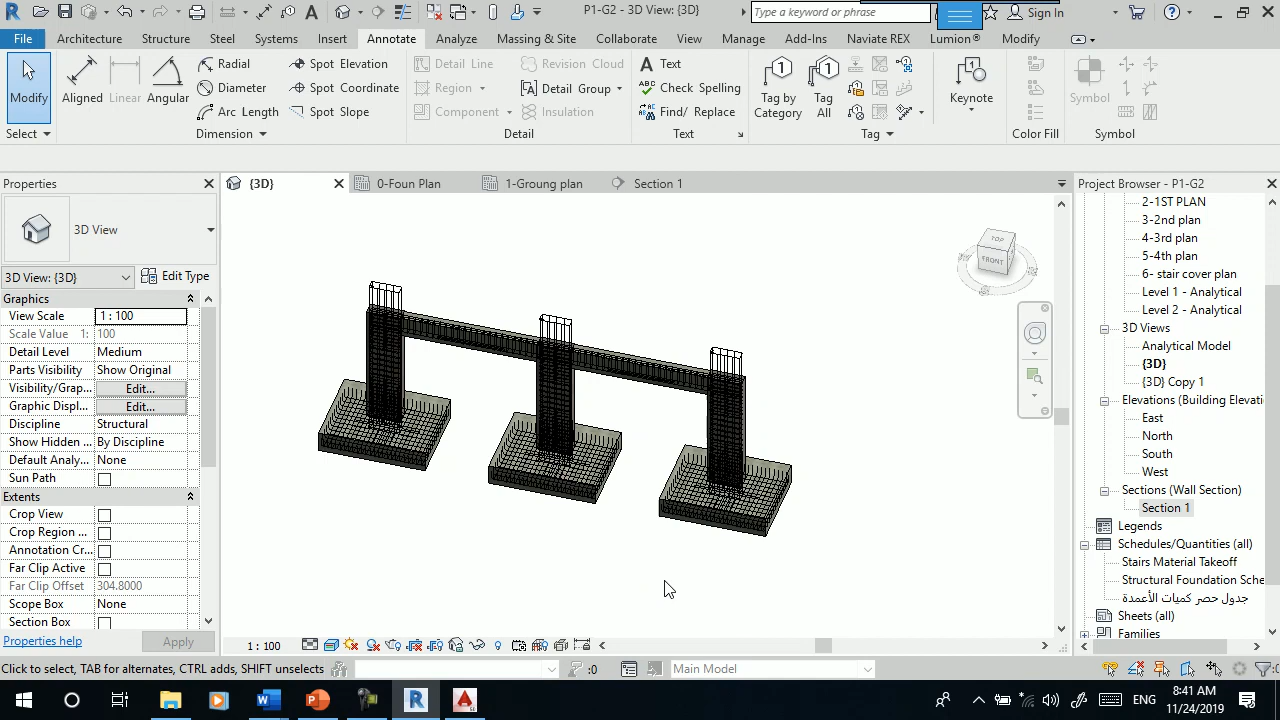 P1-G2 - 3D View: {3D}
Type a keyword or phrase
Sign In
File
Architecture
Structure
Steel
Systems
Insert
Annotate
Analyze
Massing & Site
Collaborate
View
Manage
Add-Ins
Naviate REX
Lumion®
Modify
Modify
Select
Aligned
Linear
Angular
Radial
Diameter
Arc Length
Spot Elevation
Spot Coordinate
Spot Slope
Dimension
Detail Line
Region
Component
Revision Cloud
Detail Group
Insulation
Detail
Text
Check Spelling
Find/ Replace
Text
Tag by
Category
Tag
All
Tag
Keynote
Color Fill
Symbol
Symbol
Properties
{3D}
0-Foun Plan
1-Groung plan
Section 1
Project Browser - P1-G2
3D View
3D View: {3D}
Edit Type
Graphics
View Scale
1 : 100
Scale Value 1:
100
Detail Level
Medium
Parts Visibility
Show Original
Visibility/Grap...
Edit...
Graphic Displ...
Edit...
Discipline
Structural
Show Hidden ...
By Discipline
Default Analy...
None
Sun Path
Extents
Crop View
Crop Region ...
Annotation Cr...
Far Clip Active
Far Clip Offset
304.8000
Scope Box
None
Section Box
Properties help
Apply
TOP
FRONT
2-1ST PLAN
3-2nd plan
4-3rd plan
5-4th plan
6- stair cover plan
Level 1 - Analytical
Level 2 - Analytical
3D Views
Analytical Model
{3D}
{3D} Copy 1
Elevations (Building Elevati
East
North
South
West
Sections (Wall Section)
Section 1
Legends
Schedules/Quantities (all)
Stairs Material Takeoff
Structural Foundation Sche
جدول حصر كميات الأعمدة
Sheets (all)
Families
1 : 100
Click to select, TAB for alternates, CTRL adds, SHIFT unselects
:0
Main Model
:0
ENG
8:41 AM
11/24/2019